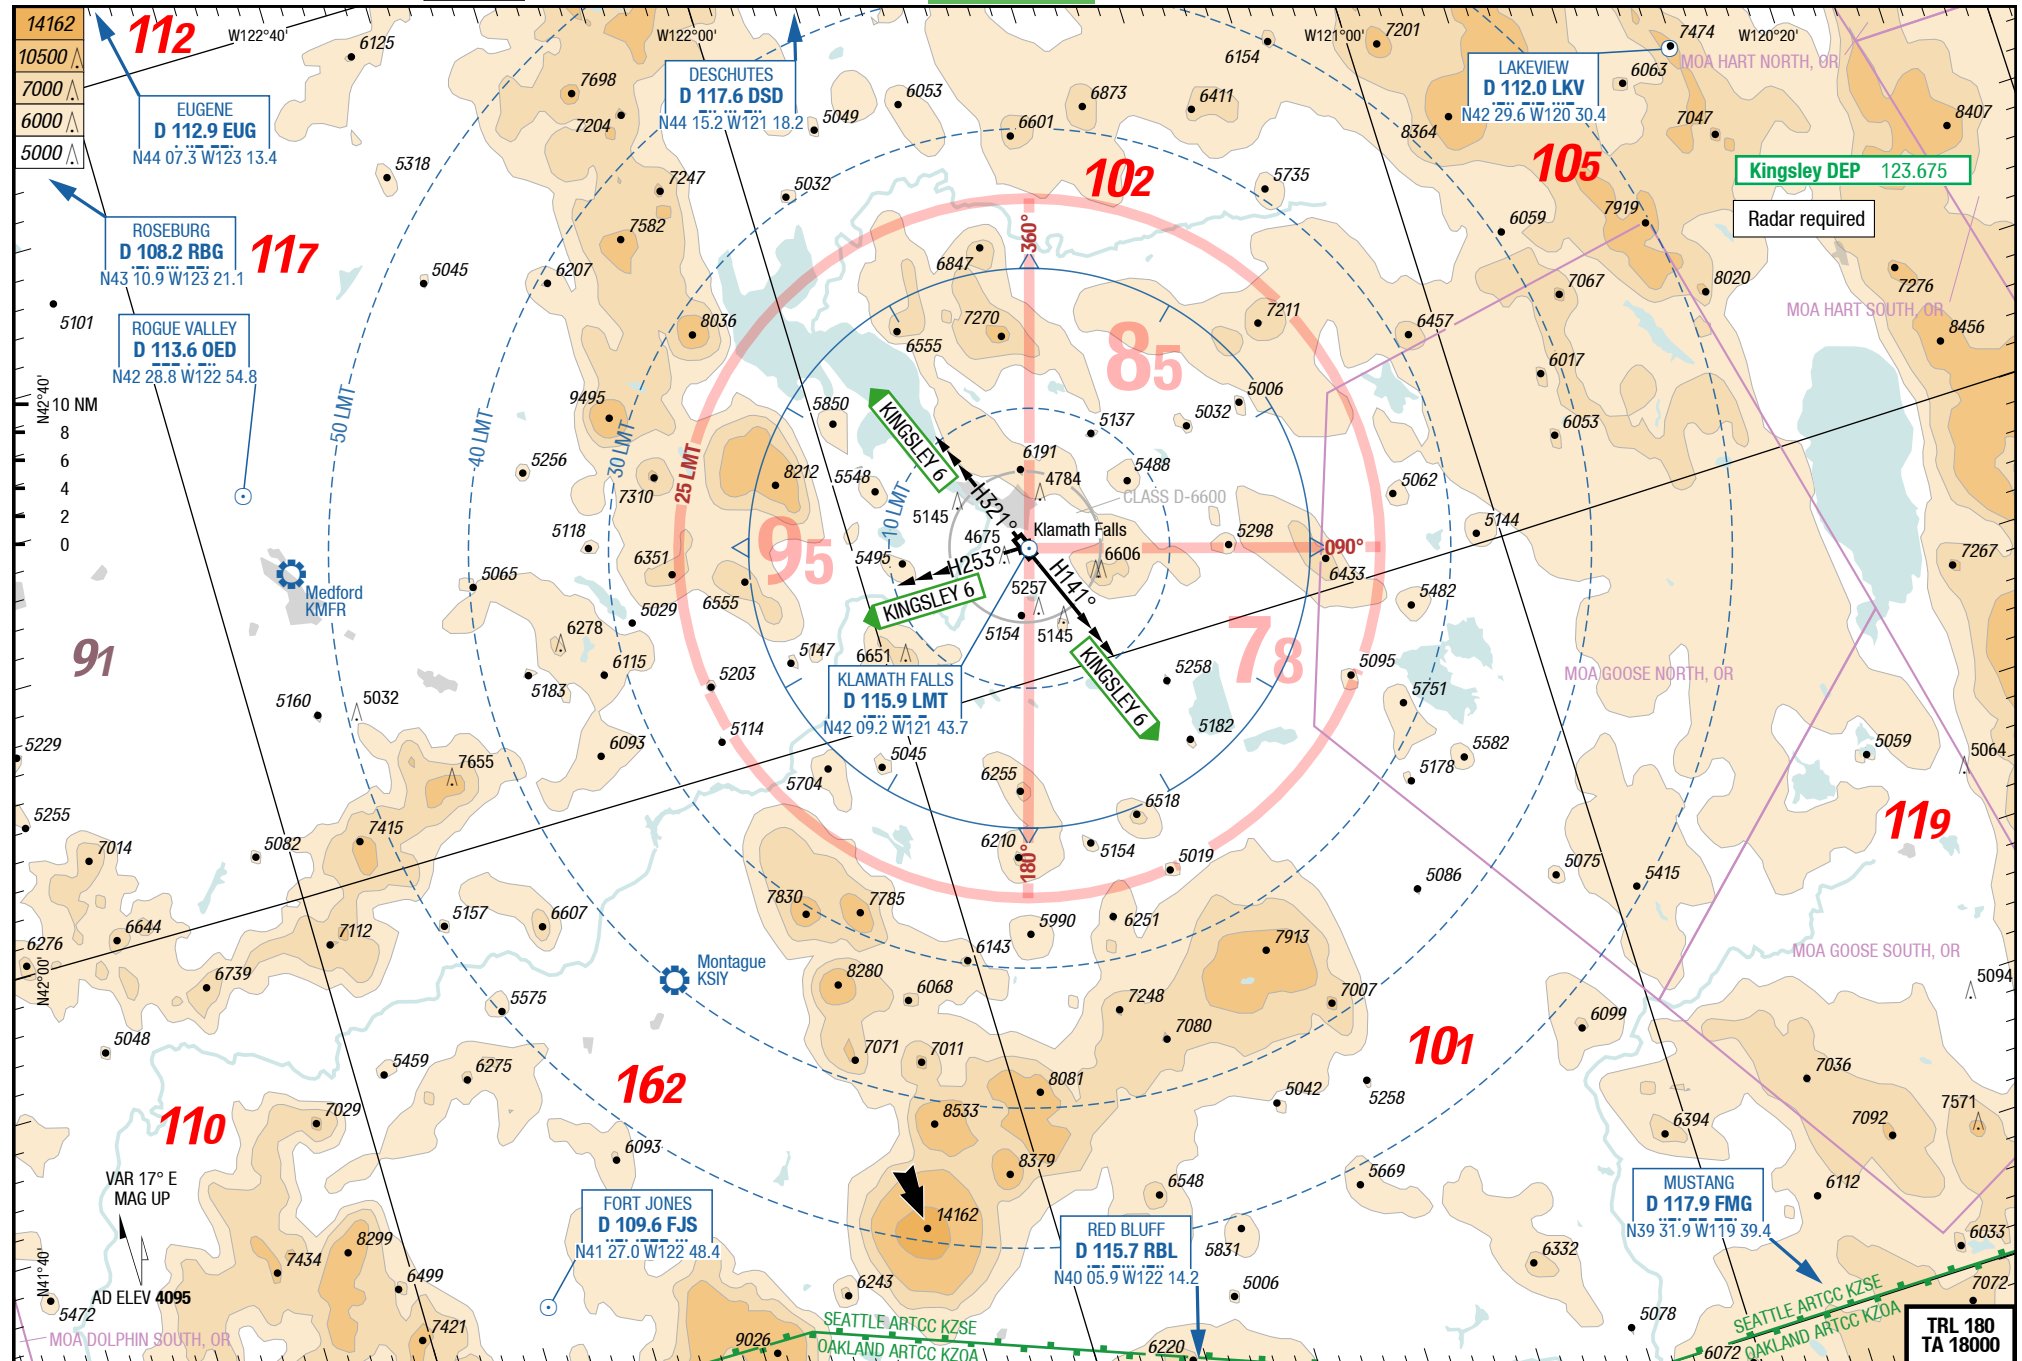 14162
10500
7000
6000
5000
112
W122°40'
6125
W122°00'
W121°00'
W120°20'
7201
6154
7474
MOA HART NORTH, OR
6063
EUGENE
D 112.9 EUG
N44 07.3 W123 13.4
DESCHUTES
D 117.6 DSD
N44 15.2 W121 18.2
LAKEVIEW
D 112.0 LKV
N42 29.6 W120 30.4
7698
7204
6053
5049
6873
6601
6411
8364
7047
8407
5318
7247
5032
102
5735
105
Kingsley DEP 123.675
Radar required
ROSEBURG
D 108.2 RBG
N43 10.9 W123 21.1
117
7582
5045
6207
360°
6847
6059
7919
7067
8020
7276
MOA HART SOUTH, OR
8456
5101
ROGUE VALLEY
D 113.6 OED
N42 28.8 W122 54.8
8036
6555
7270
7211
85
6457
6017
N42°40'
10 NM
8
6
4
2
0
50 LMT
40 LMT
30 LMT
25 LMT
10 LMT
9495
5850
KINGSLEY 6
5137
5032
5006
6053
5256
7310
8212
5548
6191
4784
5488
CLASS D-6600
5062
5145
H321°
Klamath Falls
5118
95
4675
5298
5144
090°
6433
7267
6351
5495
H253°
6606
H141°
Medford
KMFR
5065
6555
KINGSLEY 6
5257
5154
5145
5482
5029
6278
91
6115
5183
5147
6651
KINGSLEY 6
78
5258
5095
MOA GOOSE NORTH, OR
5203
KLAMATH FALLS
D 115.9 LMT
N42 09.2 W121 43.7
5160
5032
5751
5182
5114
5229
6093
5045
5582
5059
5064
7655
5704
6255
5178
5255
6518
119
7415
7014
5082
6210
180°
5154
5019
5075
5415
5086
7830
7785
6644
5157
6607
5990
6251
6276
7112
6143
7913
MOA GOOSE SOUTH, OR
N42°00'
6739
Montague
KSIY
8280
6068
5094
5575
7248
7007
7080
6099
5048
101
5459
6275
7071
7011
7036
162
8081
5042
5258
110
7029
8533
6394
7092
7571
VAR 17° E
MAG UP
6093
8379
5669
6548
MUSTANG
D 117.9 FMG
N39 31.9 W119 39.4
6112
14162
FORT JONES
D 109.6 FJS
N41 27.0 W122 48.4
RED BLUFF
D 115.7 RBL
N40 05.9 W122 14.2
5831
6332
6033
8299
7434
N41°40'
6499
6243
5006
AD ELEV 4095
5472
7072
5078
MOA DOLPHIN SOUTH, OR
7421
9026
SEATTLE ARTCC KZSE
OAKLAND ARTCC KZOA
6220
6072
SEATTLE ARTCC KZSE
OAKLAND ARTCC KZOA
TRL 180
TA 18000